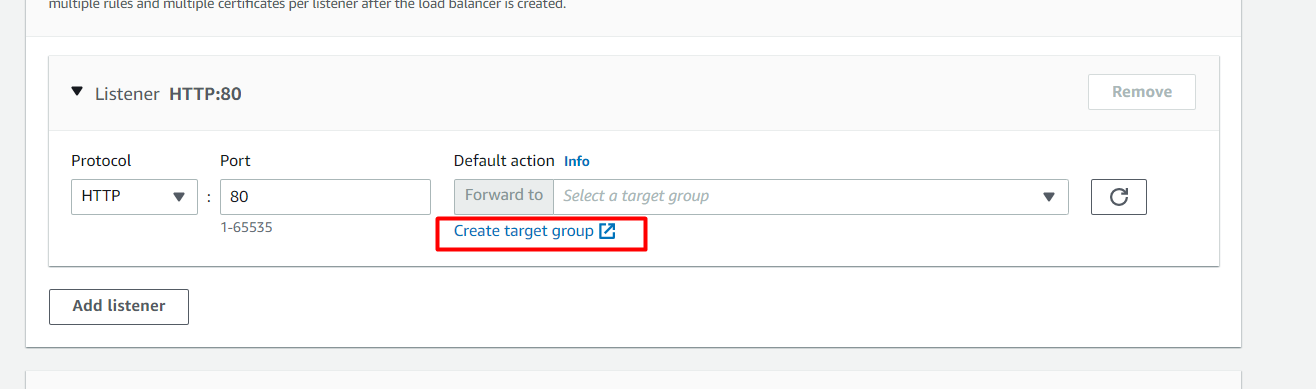 multiple rules and multiple certificates per listener after the load balancer is created.
Listener HTTP:80
Remove
Protocol Port Default action Info
HTTP : 80 Forward to Select a target group
1-65535 Create target group
Add listener